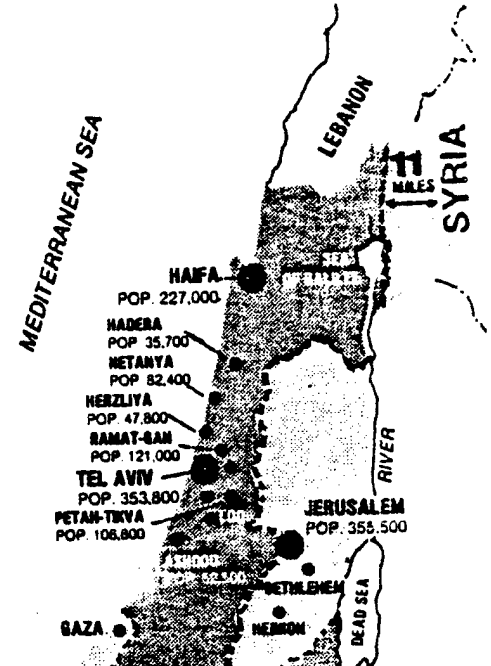 LEBANON
MEDITERRANEAN SEA
11
MILES
SYRIA
SEA
HAIFA
POP. 227,000
HADERA
POP 35,700
NETANYA
POP 82,400
HERZLIYA
POP. 47,800
RAMAT-GAN
POP. 121,000
TEL AVIV
POP. 353,800
PETAH-TIKVA
POP. 106,800
RIVER
JERUSALEM
POP. 355,500
ASHDOD
BETHLEHEM
HEBRON
DEAD SEA
GAZA